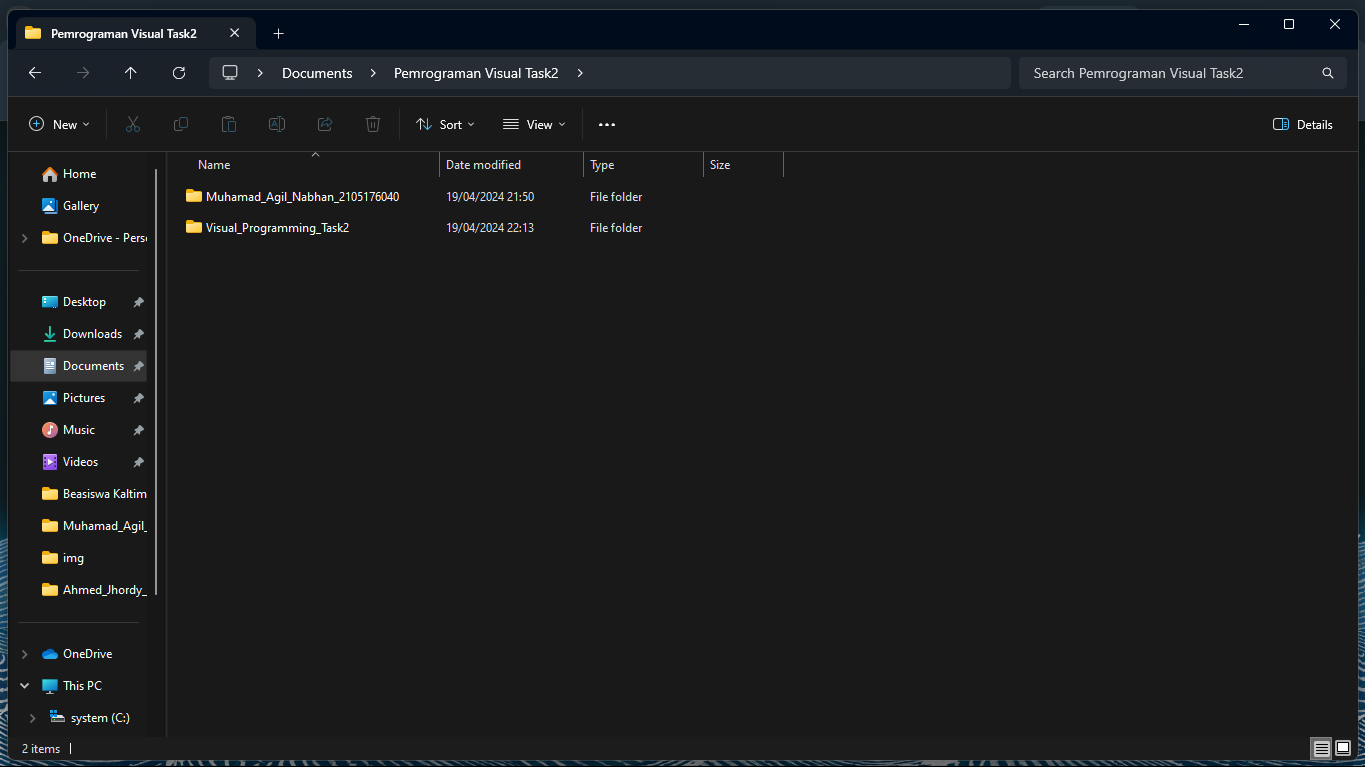 Pemrograman Visual Task2
Documents Pemrograman Visual Task2 Search Pemrograman Visual Task2
New Sort View Details
Name Date modified Type Size
Muhamad_Agil_Nabhan_2105176040 19/04/2024 21:50 File folder
Visual_Programming_Task2 19/04/2024 22:13 File folder
Home
Gallery
OneDrive - Perso
Desktop
Downloads
Documents
Pictures
Music
Videos
Beasiswa Kaltim
Muhamad_Agil_
img
Ahmed_Jhordy_
OneDrive
This PC
system (C:)
2 items